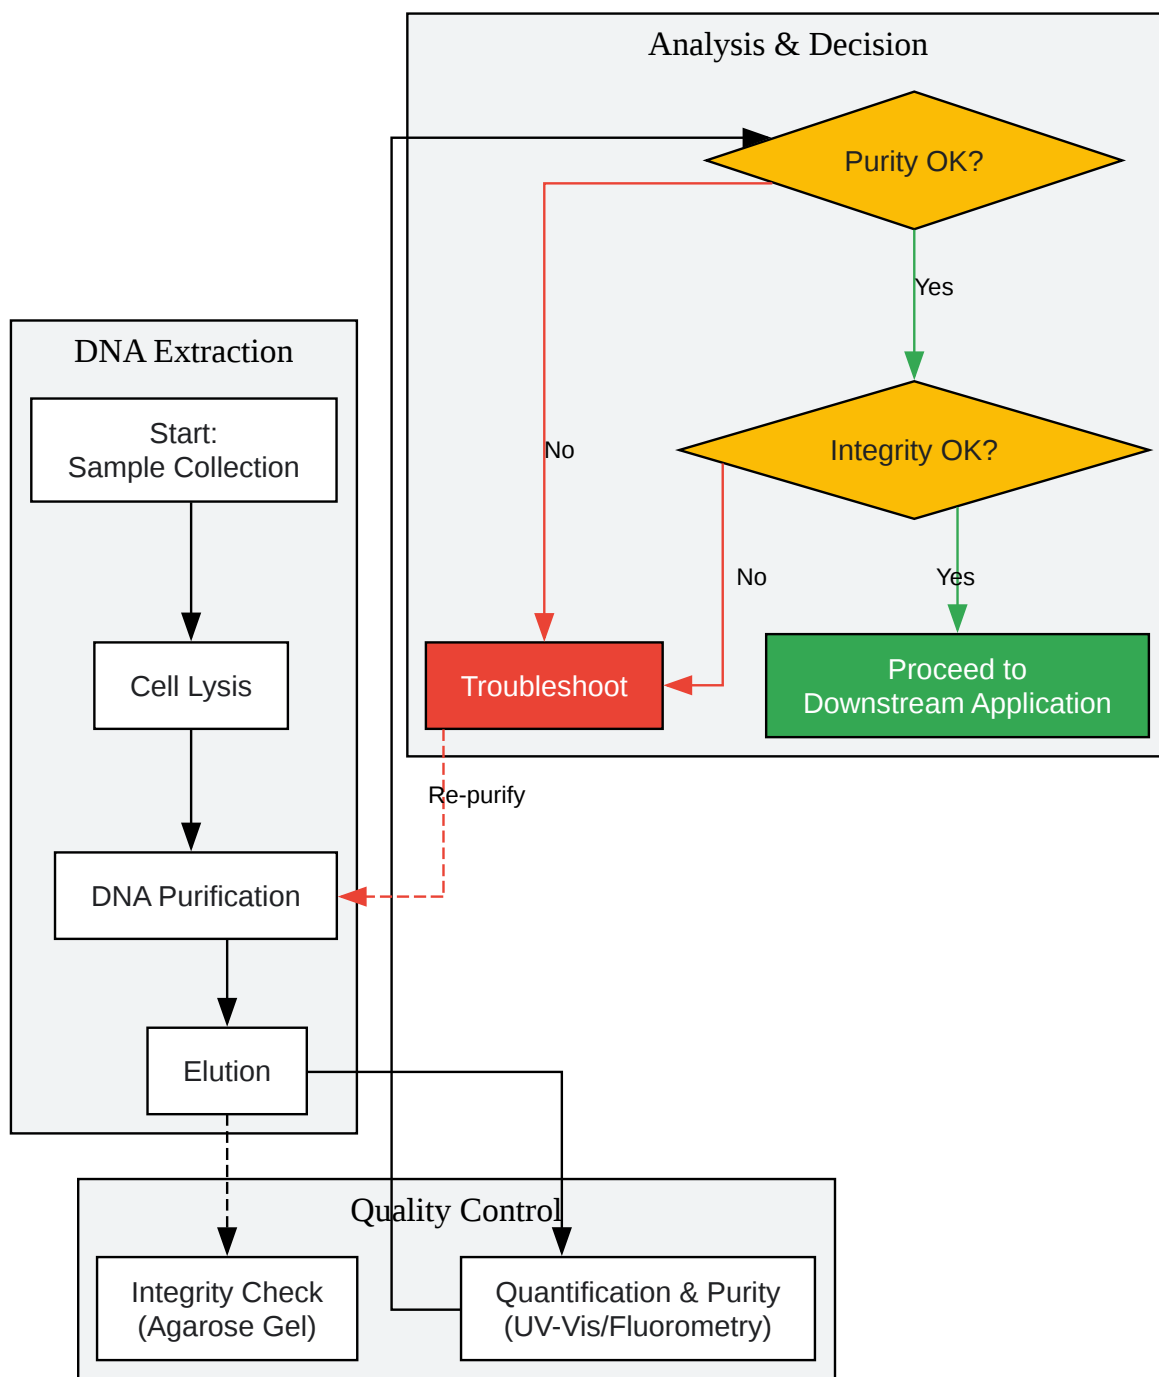 Analysis & Decision
Purity OK?
Yes
DNA Extraction
Start:
Sample Collection
No
Integrity OK?
No
Yes
Cell Lysis
Troubleshoot
Proceed to
Downstream Application
Re-purify
DNA Purification
Elution
Quality Control
Integrity Check
(Agarose Gel)
Quantification & Purity
(UV-Vis/Fluorometry)